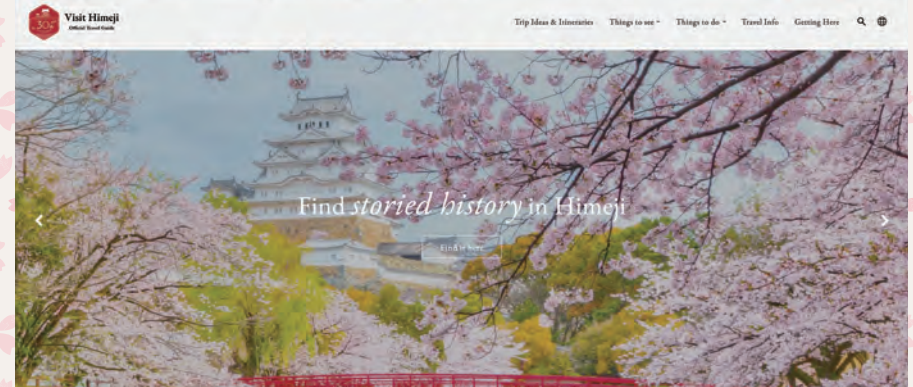 30th
Visit Himeji
Official Travel Guide
Trip Ideas & Itineraries Things to see Things to do Travel Info Getting Here
Find storied history in Himeji
Find it here